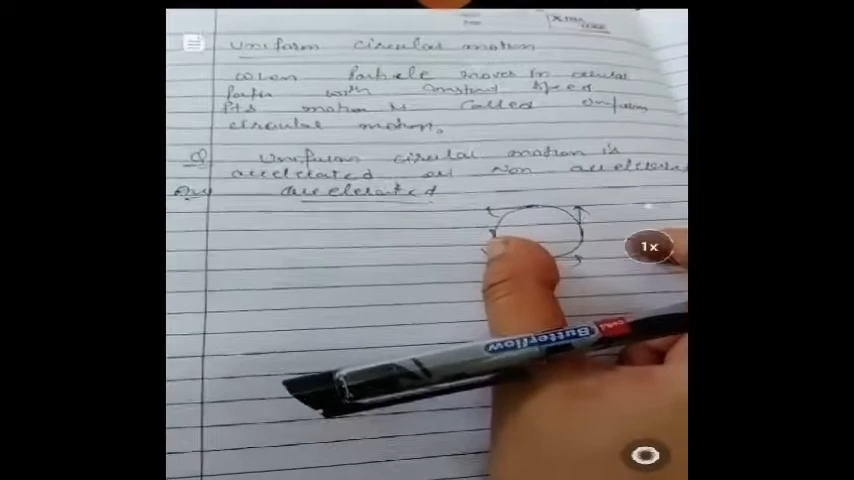 Uniform circular motion
When Particle moves in circular
Path with constant speed
Its motion is called Uniform
circular motion.
Q Uniform circular motion is
accelerated or Non accelerated
Ans accelerated
1x
Butterflow